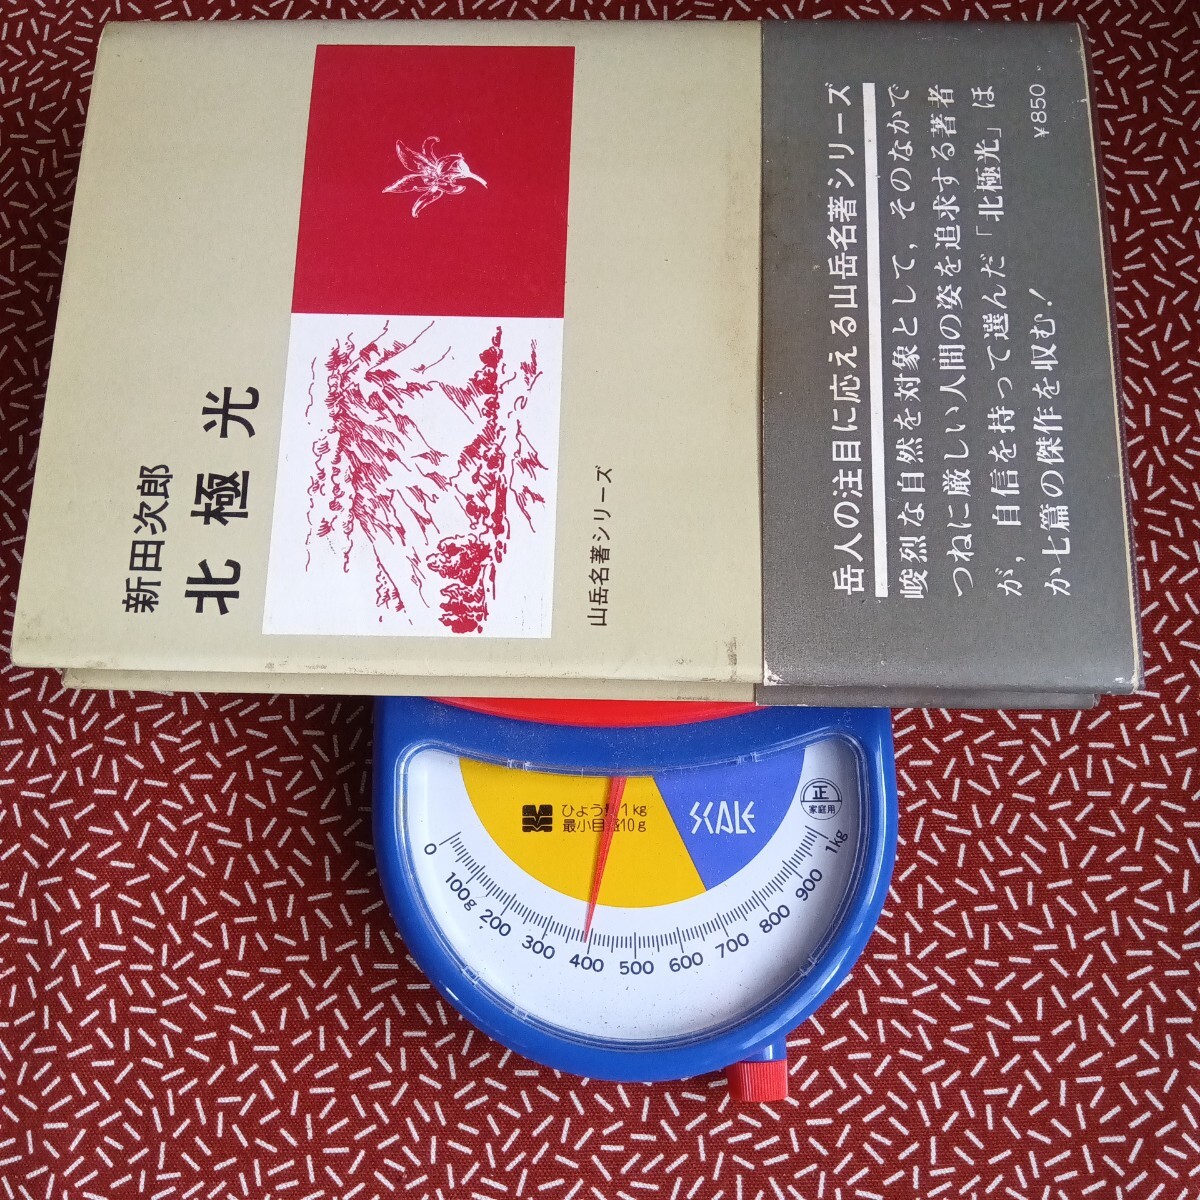 新田次郎
北極光
山岳名著シリーズ
岳人の注目に応える山岳名著シリーズ
峻烈な自然を対象として，そのなかで
つねに厳しい人間の姿を追求する著者
が，自信を持って選んだ「北極光」ほ
か七篇の傑作を収む！
¥850
ひょう量1kg
最小目盛10g
SCALE
正
家庭用
0
100g
200
300
400
500
600
700
800
900
1kg